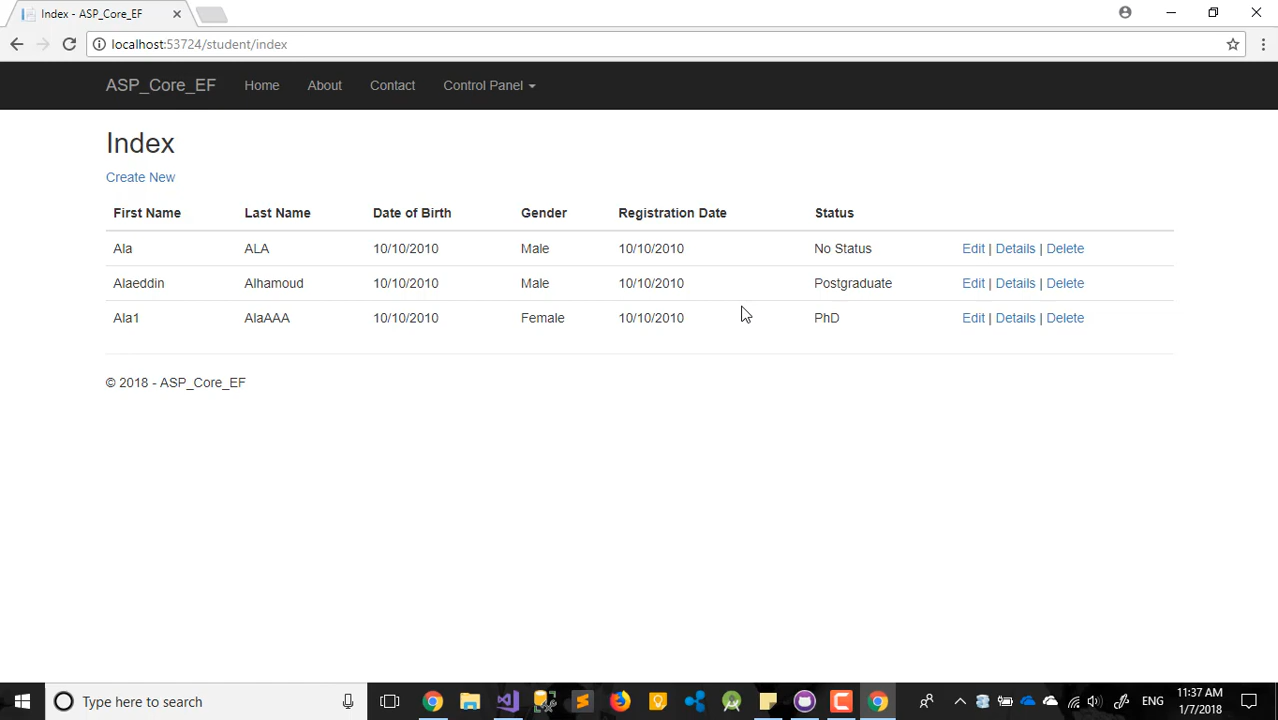 Index - ASP_Core_EF
localhost:53724/student/index
ASP_Core_EF Home About Contact Control Panel
Index
Create New
First Name Last Name Date of Birth Gender Registration Date Status
Ala ALA 10/10/2010 Male 10/10/2010 No Status Edit | Details | Delete
Alaeddin Alhamoud 10/10/2010 Male 10/10/2010 Postgraduate Edit | Details | Delete
Ala1 AlaAAA 10/10/2010 Female 10/10/2010 PhD Edit | Details | Delete
© 2018 - ASP_Core_EF
Type here to search
ENG
11:37 AM
1/7/2018